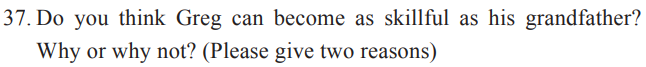 37. Do you think Greg can become as skillful as his grandfather?
Why or why not? (Please give two reasons)